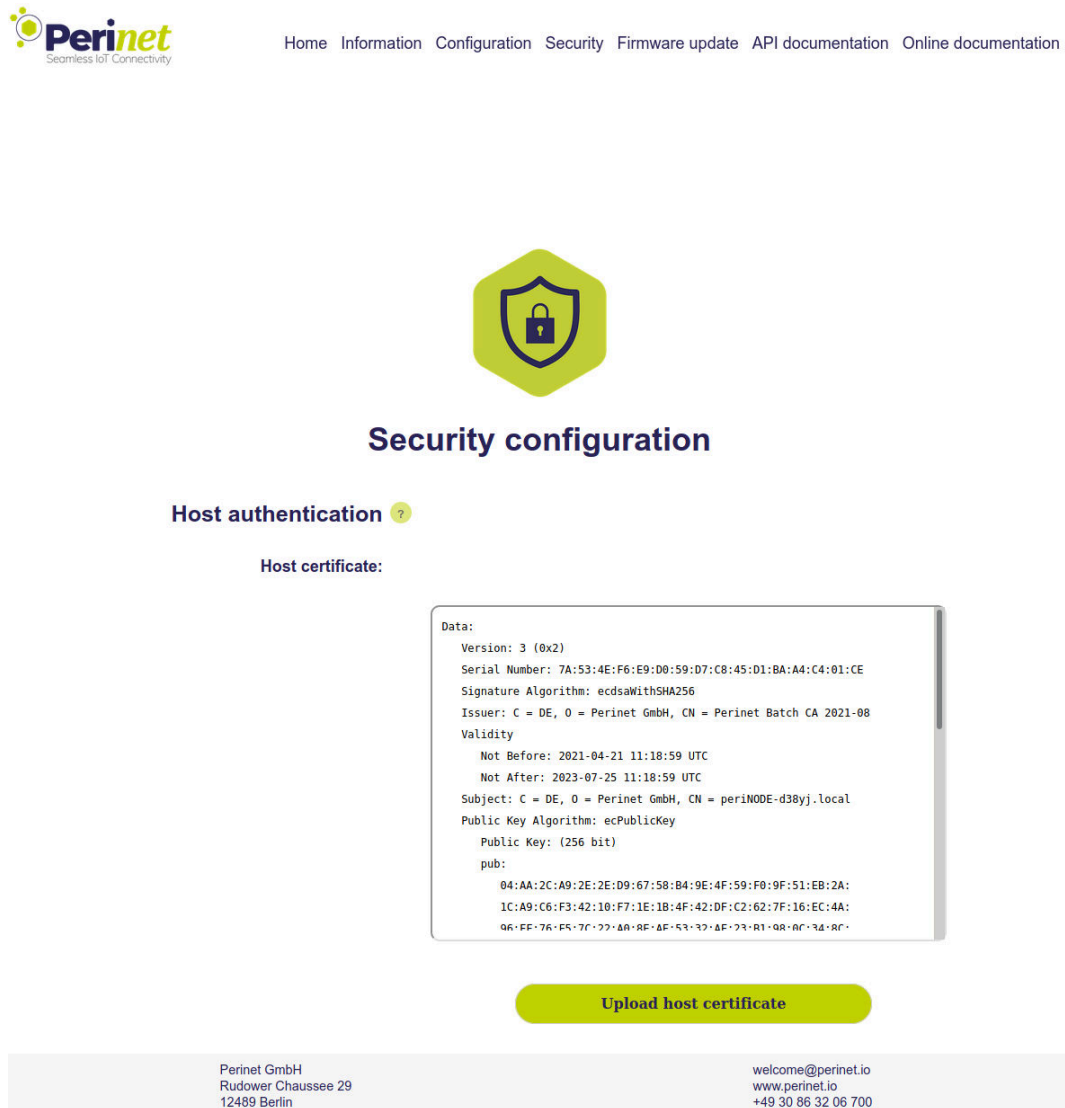 Perinet
Seamless IoT Connectivity
Home Information Configuration Security Firmware update API documentation Online documentation
Security configuration
Host authentication ?
Host certificate:
Data:
Version: 3 (0x2)
Serial Number: 7A:53:4E:F6:E9:D0:59:D7:C8:45:D1:BA:A4:C4:01:CE
Signature Algorithm: ecdsaWithSHA256
Issuer: C = DE, O = Perinet GmbH, CN = Perinet Batch CA 2021-08
Validity
Not Before: 2021-04-21 11:18:59 UTC
Not After: 2023-07-25 11:18:59 UTC
Subject: C = DE, O = Perinet GmbH, CN = periNODE-d38yj.local
Public Key Algorithm: ecPublicKey
Public Key: (256 bit)
pub:
04:AA:2C:A9:2E:2E:D9:67:58:B4:9E:4F:59:F0:9F:51:EB:2A:
1C:A9:C6:F3:42:10:F7:1E:1B:4F:42:DF:C2:62:7F:16:EC:4A:
Upload host certificate
Perinet GmbH
Rudower Chaussee 29
12489 Berlin
welcome@perinet.io
www.perinet.io
+49 30 86 32 06 700